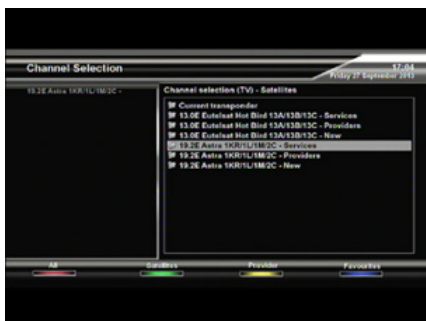 Channel Selection
17:04
Friday 27 September 2013
19.2E Astra 1KR/1L/1M/2C -
Channel selection (TV) - Satellites
Current transponder
13.0E Eutelsat Hot Bird 13A/13B/13C - Services
13.0E Eutelsat Hot Bird 13A/13B/13C - Providers
13.0E Eutelsat Hot Bird 13A/13B/13C - New
19.2E Astra 1KR/1L/1M/2C - Services
19.2E Astra 1KR/1L/1M/2C - Providers
19.2E Astra 1KR/1L/1M/2C - New
All
Satellites
Provider
Favourites